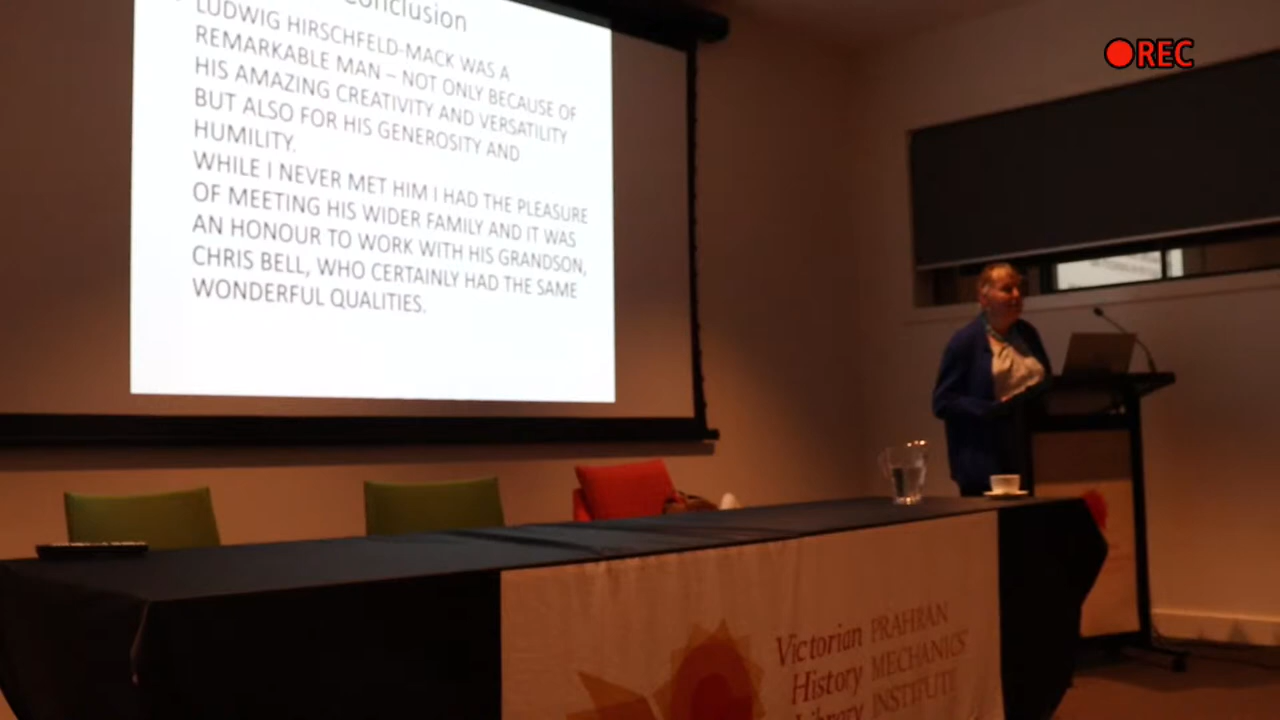 Conclusion
LUDWIG HIRSCHFELD-MACK WAS A
REMARKABLE MAN – NOT ONLY BECAUSE OF
HIS AMAZING CREATIVITY AND VERSATILITY
BUT ALSO FOR HIS GENEROSITY AND
HUMILITY.
WHILE I NEVER MET HIM I HAD THE PLEASURE
OF MEETING HIS WIDER FAMILY AND IT WAS
AN HONOUR TO WORK WITH HIS GRANDSON,
CHRIS BELL, WHO CERTAINLY HAD THE SAME
WONDERFUL QUALITIES.
REC
Victorian PRAHRAN
History MECHANICS'
Library INSTITUTE